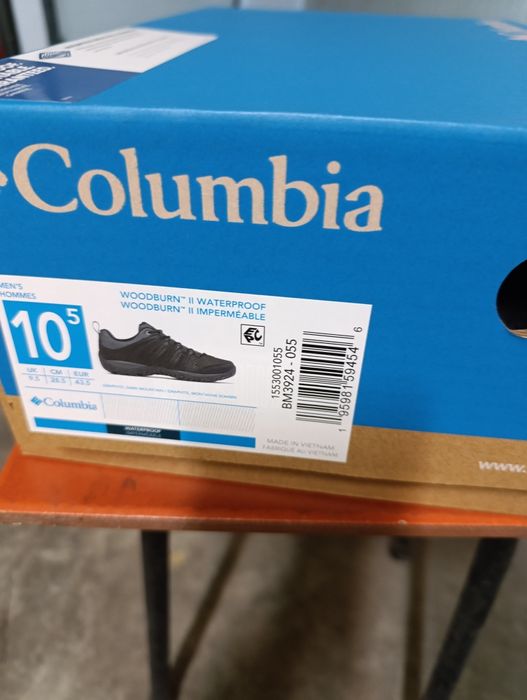 Columbia
MEN'S
HOMMES
WOODBURN™ II WATERPROOF
WOODBURN™ II IMPERMÉABLE
10⁵
UK CM EUR
9.5 28.5 43.5
1553001055
BM3924 - 055
1 95981 59454 6
Columbia
WATERPROOF
MADE IN VIETNAM
FABRIQUÉ AU VIETNAM
www.